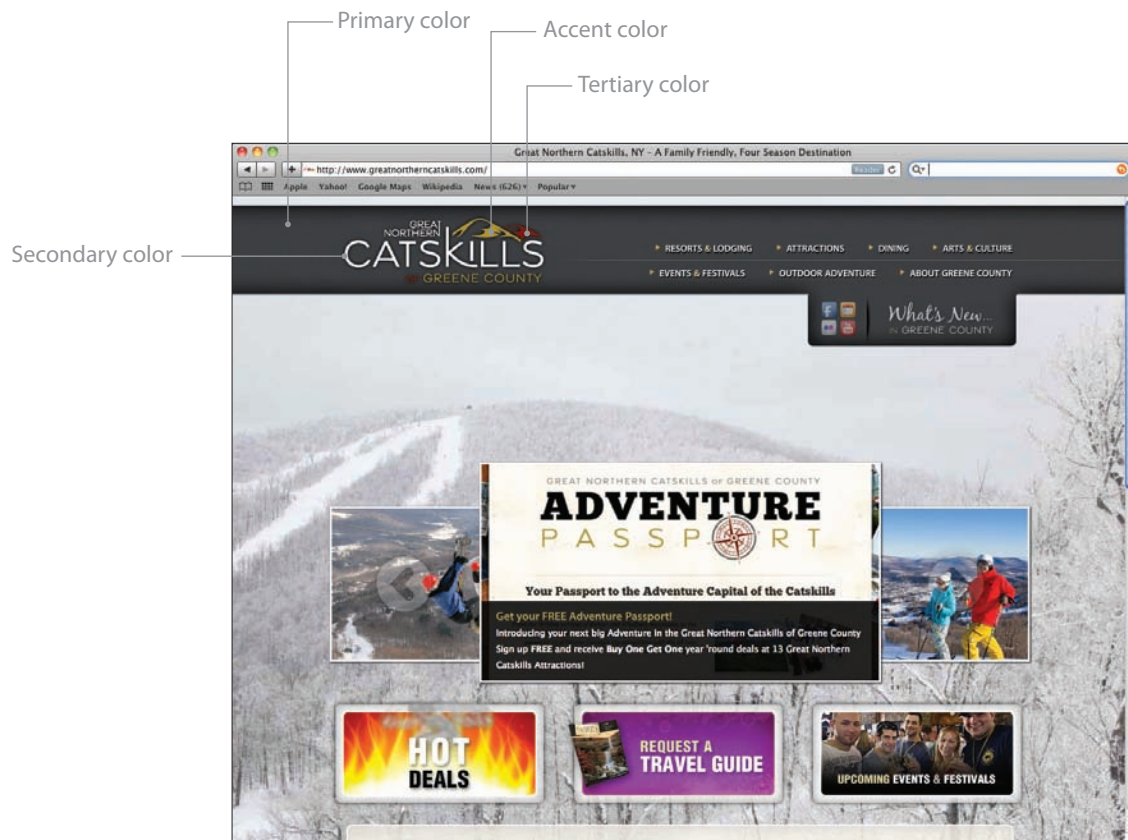 Primary color
Accent color
Tertiary color
Secondary color
Great Northern Catskills, NY – A Family Friendly, Four Season Destination
http://www.greatnortherncatskills.com/
Reader
Apple Yahoo! Google Maps Wikipedia News (626) Popular
GREAT
NORTHERN
CATSKILLS
OF GREENE COUNTY
RESORTS & LODGING ATTRACTIONS DINING ARTS & CULTURE
EVENTS & FESTIVALS OUTDOOR ADVENTURE ABOUT GREENE COUNTY
What's New...
IN GREENE COUNTY
GREAT NORTHERN CATSKILLS OF GREENE COUNTY
ADVENTURE
PASSPORT
Your Passport to the Adventure Capital of the Catskills
Get your FREE Adventure Passport!
Introducing your next big Adventure in the Great Northern Catskills of Greene County
Sign up FREE and receive Buy One Get One year 'round deals at 13 Great Northern
Catskills Attractions!
HOT
DEALS
REQUEST A
TRAVEL GUIDE
UPCOMING EVENTS & FESTIVALS